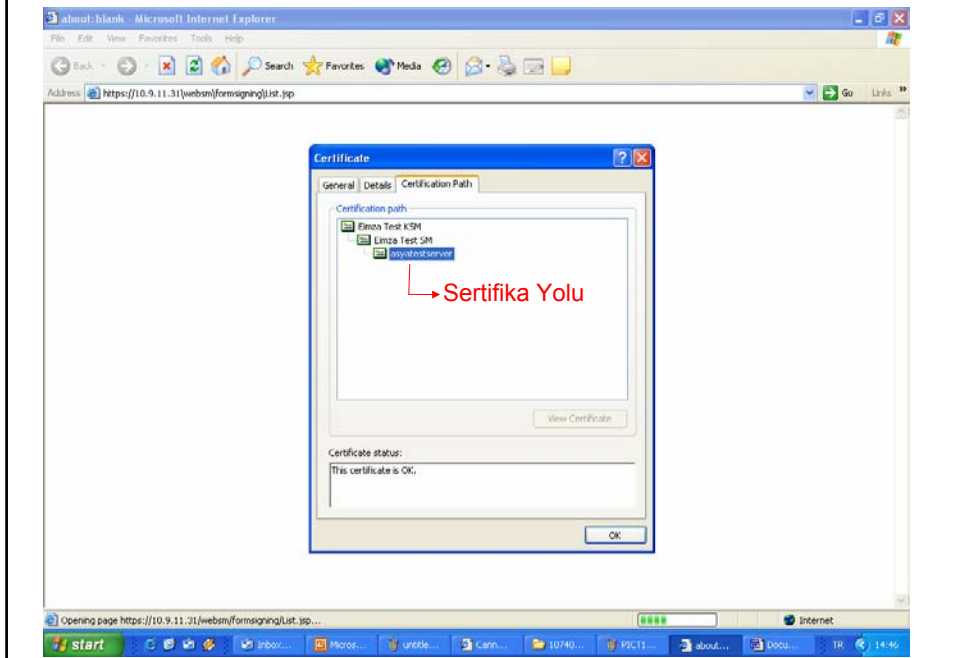 about:blank - Microsoft Internet Explorer
File Edit View Favorites Tools Help
Back Search Favorites Media
Address https://10.9.11.31\websm\formsigning\List.jsp Go Links »
Certificate
General Details Certification Path
Certification path
Eimza Test KSM
Eimza Test SM
asyatestserver
Sertifika Yolu
View Certificate
Certificate status:
This certificate is OK.
OK
Opening page https://10.9.11.31/websm/formsigning/List.jsp... Internet
start Inbox... Micros... untitle... Cann... 10740... PICT1... about... Docu... TR 14:46